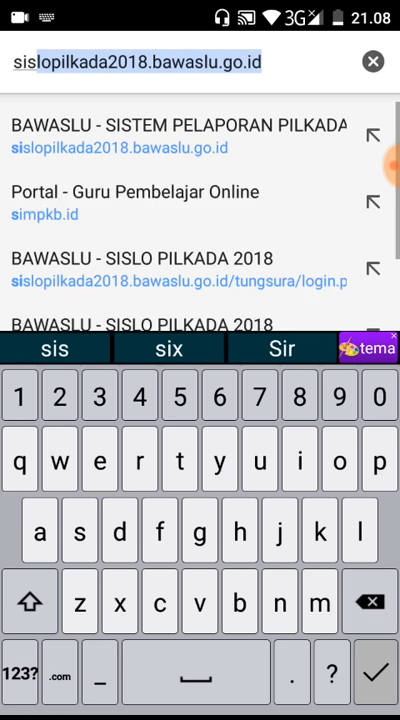 3G 21.08
sislopilkada2018.bawaslu.go.id
BAWASLU - SISTEM PELAPORAN PILKADA
sislopilkada2018.bawaslu.go.id
Portal - Guru Pembelajar Online
simpkb.id
BAWASLU - SISLO PILKADA 2018
sislopilkada2018.bawaslu.go.id/tungsura/login.p
BAWASLU - SISLO PILKADA 2018
sis six Sir tema
1 2 3 4 5 6 7 8 9 0
q w e r t y u i o p
a s d f g h j k l
z x c v b n m
123? .com _ . ?